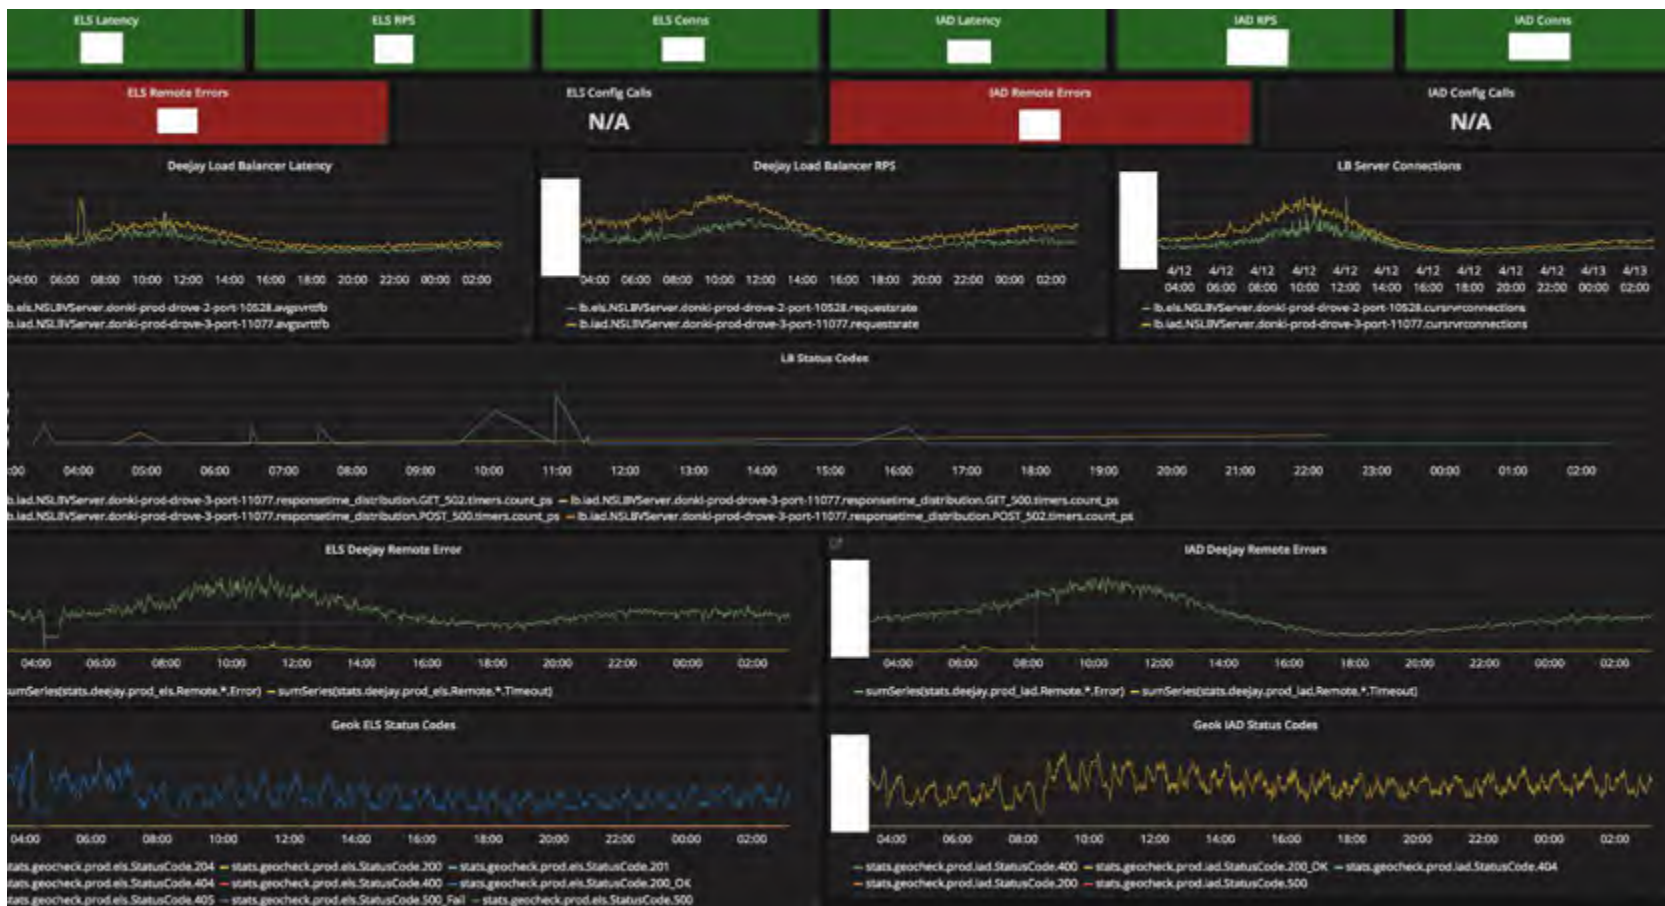 ELS Latency
ELS RPS
ELS Conns
IAD Latency
IAD RPS
IAD Conns
ELS Remote Errors
ELS Config Calls
IAD Remote Errors
IAD Config Calls
N/A
N/A
Deejay Load Balancer Latency
Deejay Load Balancer RPS
LB Server Connections
04:00 06:00 08:00 10:00 12:00 14:00 16:00 18:00 20:00 22:00 00:00 02:00
04:00 06:00 08:00 10:00 12:00 14:00 16:00 18:00 20:00 22:00 00:00 02:00
4/12 4/12 4/12 4/12 4/12 4/12 4/12 4/12 4/12 4/12 4/13 4/13
04:00 06:00 08:00 10:00 12:00 14:00 16:00 18:00 20:00 22:00 00:00 02:00
b.els.NSLBVServer.donki-prod-drove-2-port-10528.avgsvrttfb
b.iad.NSLBVServer.donki-prod-drove-3-port-11077.avgsvrttfb
lb.els.NSLBVServer.donki-prod-drove-2-port-10528.requestsrate
lb.iad.NSLBVServer.donki-prod-drove-3-port-11077.requestsrate
lb.els.NSLBVServer.donki-prod-drove-2-port-10528.cursrvrconnections
lb.iad.NSLBVServer.donki-prod-drove-3-port-11077.cursrvrconnections
LB Status Codes
:00 04:00 05:00 06:00 07:00 08:00 09:00 10:00 11:00 12:00 13:00 14:00 15:00 16:00 17:00 18:00 19:00 20:00 21:00 22:00 23:00 00:00 01:00 02:00
b.iad.NSLBVServer.donki-prod-drove-3-port-11077.responsetime_distribution.GET_502.timers.count_ps lb.iad.NSLBVServer.donki-prod-drove-3-port-11077.responsetime_distribution.GET_500.timers.count_ps
b.iad.NSLBVServer.donki-prod-drove-3-port-11077.responsetime_distribution.POST_500.timers.count_ps lb.iad.NSLBVServer.donki-prod-drove-3-port-11077.responsetime_distribution.POST_502.timers.count_ps
ELS Deejay Remote Error
IAD Deejay Remote Errors
04:00 06:00 08:00 10:00 12:00 14:00 16:00 18:00 20:00 22:00 00:00 02:00
04:00 06:00 08:00 10:00 12:00 14:00 16:00 18:00 20:00 22:00 00:00 02:00
sumSeries(stats.deejay.prod_els.Remote.*.Error) sumSeries(stats.deejay.prod_els.Remote.*.Timeout)
sumSeries(stats.deejay.prod_iad.Remote.*.Error) sumSeries(stats.deejay.prod_iad.Remote.*.Timeout)
Geok ELS Status Codes
Geok IAD Status Codes
04:00 06:00 08:00 10:00 12:00 14:00 16:00 18:00 20:00 22:00 00:00 02:00
04:00 06:00 08:00 10:00 12:00 14:00 16:00 18:00 20:00 22:00 00:00 02:00
stats.geocheck.prod.els.StatusCode.204 stats.geocheck.prod.els.StatusCode.200 stats.geocheck.prod.els.StatusCode.201
stats.geocheck.prod.els.StatusCode.404 stats.geocheck.prod.els.StatusCode.400 stats.geocheck.prod.els.StatusCode.200_OK
stats.geocheck.prod.els.StatusCode.405 stats.geocheck.prod.els.StatusCode.500_Fail stats.geocheck.prod.els.StatusCode.500
stats.geocheck.prod.iad.StatusCode.400 stats.geocheck.prod.iad.StatusCode.200_OK stats.geocheck.prod.iad.StatusCode.404
stats.geocheck.prod.iad.StatusCode.200 stats.geocheck.prod.iad.StatusCode.500